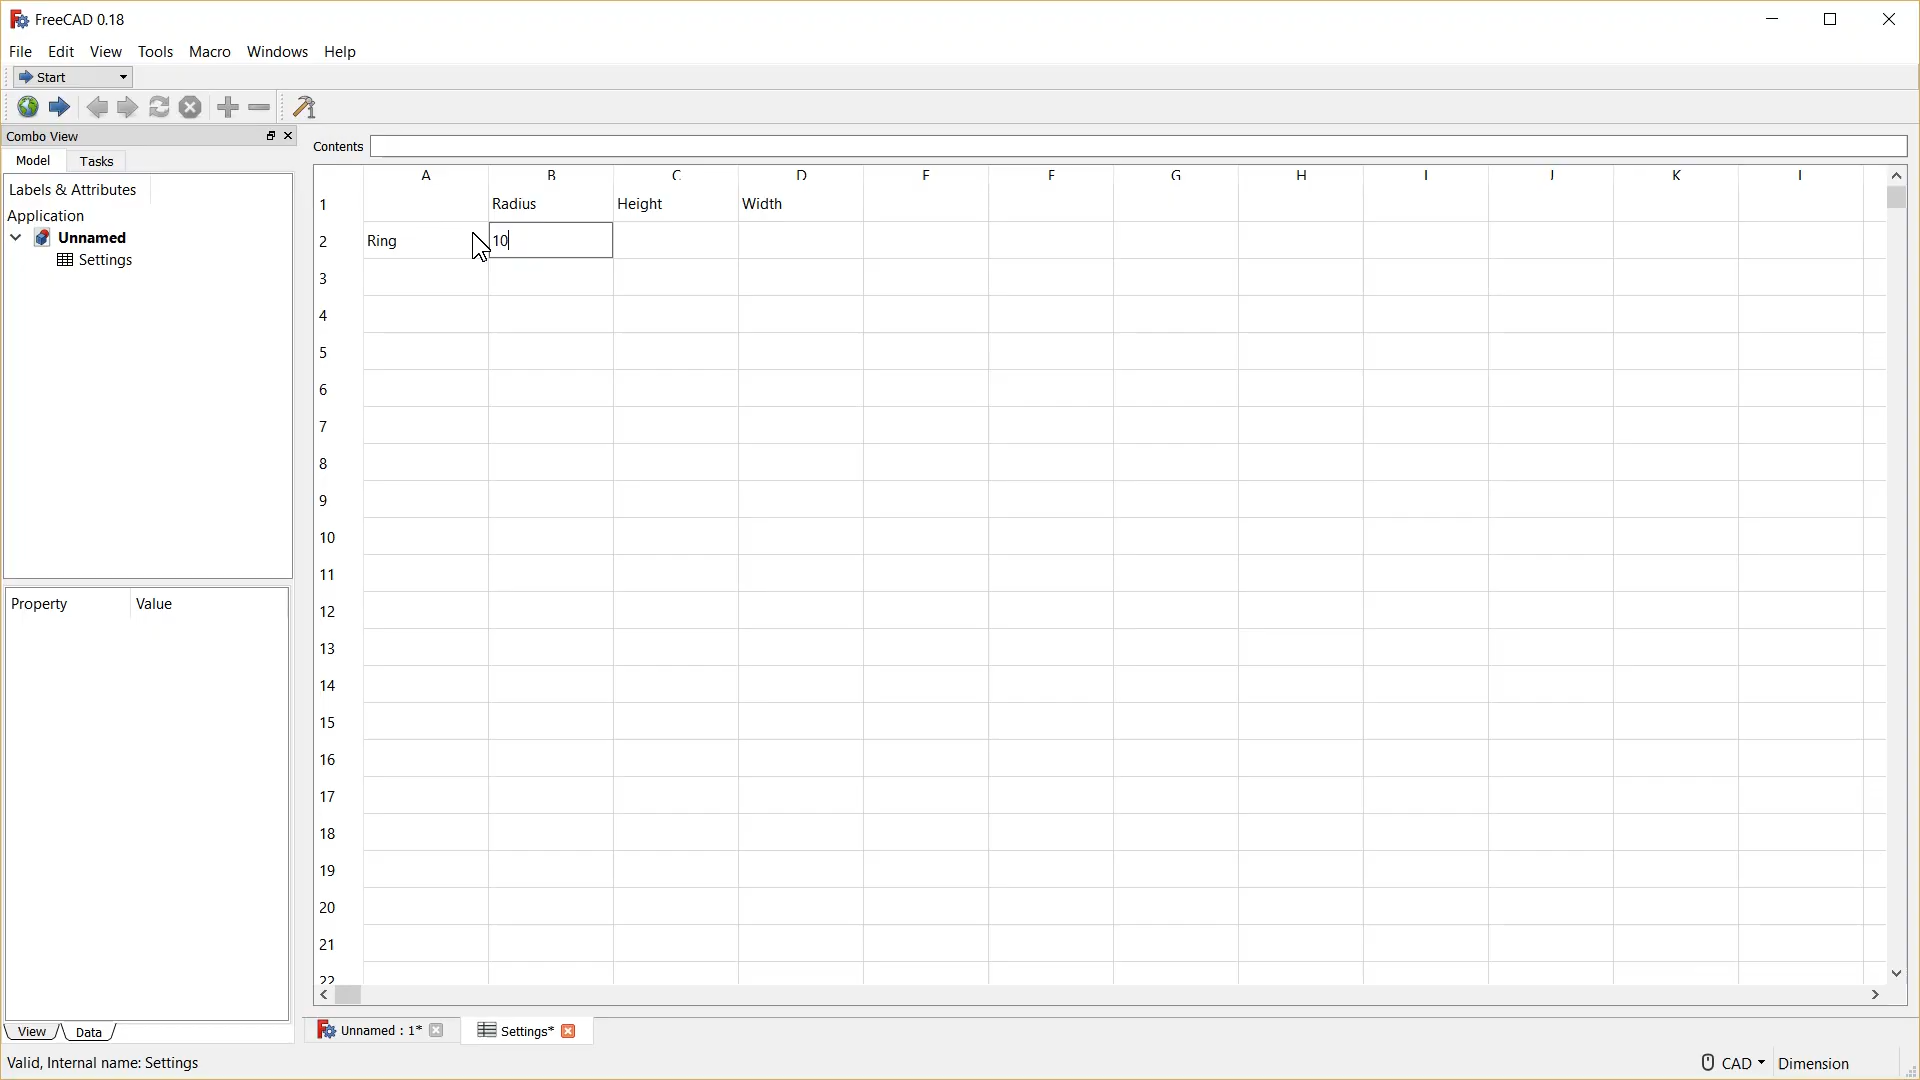 FreeCAD 0.18
File Edit View Tools Macro Windows Help
Start
Combo View
Model Tasks
Labels & Attributes
Application
Unnamed
Settings
Property Value
View Data
Contents
A B C D E F G H I J K L
1 Radius Height Width
2 Ring 10
3
4
5
6
7
8
9
10
11
12
13
14
15
16
17
18
19
20
21
22
Unnamed : 1* Settings*
Valid, Internal name: Settings CAD Dimension